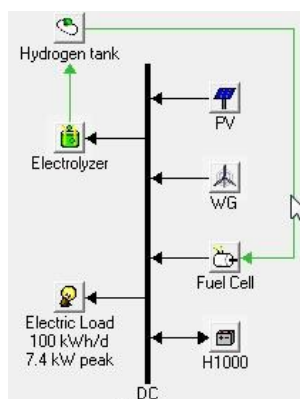 Hydrogen tank
PV
Electrolyzer
WG
Fuel Cell
Electric Load
100 kWh/d
7.4 kW peak
H1000
DC